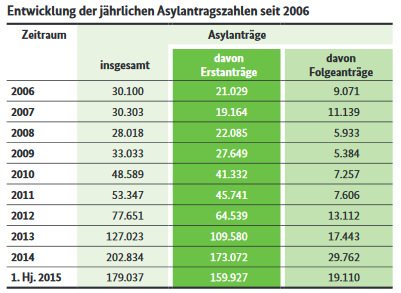 Entwicklung der jährlichen Asylantragszahlen seit 2006
Zeitraum Asylanträge
insgesamt davon Erstanträge davon Folgeanträge
2006 30.100 21.029 9.071
2007 30.303 19.164 11.139
2008 28.018 22.085 5.933
2009 33.033 27.649 5.384
2010 48.589 41.332 7.257
2011 53.347 45.741 7.606
2012 77.651 64.539 13.112
2013 127.023 109.580 17.443
2014 202.834 173.072 29.762
1. Hj. 2015 179.037 159.927 19.110